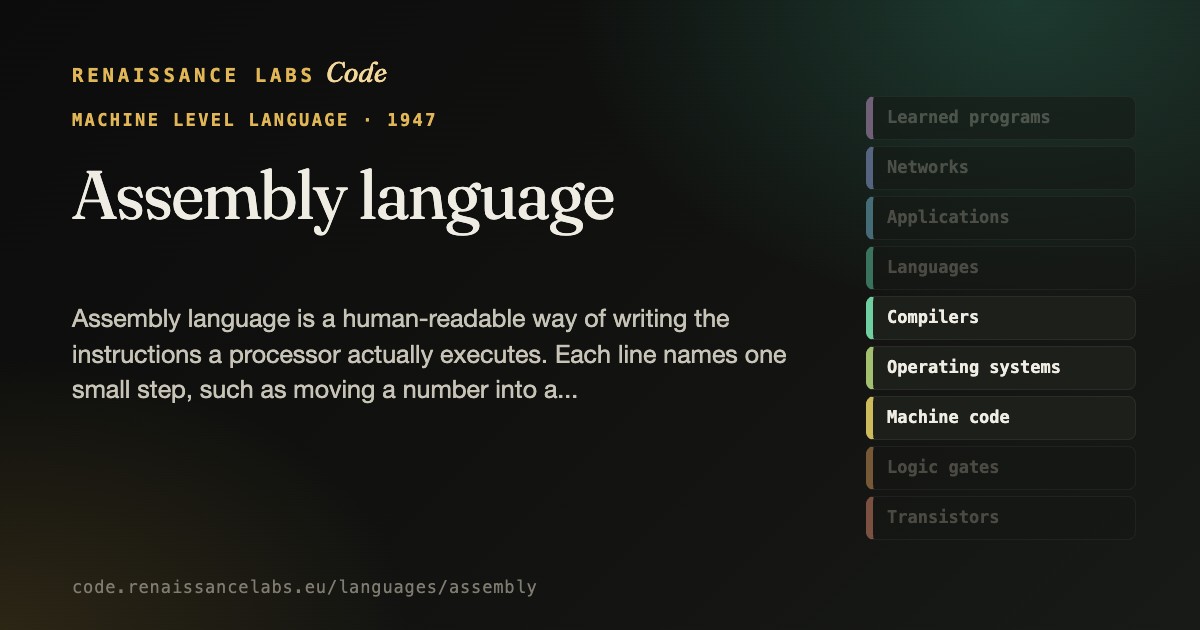 RENAISSANCE LABS Code
MACHINE LEVEL LANGUAGE · 1947
Assembly language
Assembly language is a human-readable way of writing the
instructions a processor actually executes. Each line names one
small step, such as moving a number into a...
code.renaissancelabs.eu/languages/assembly
Learned programs
Networks
Applications
Languages
Compilers
Operating systems
Machine code
Logic gates
Transistors